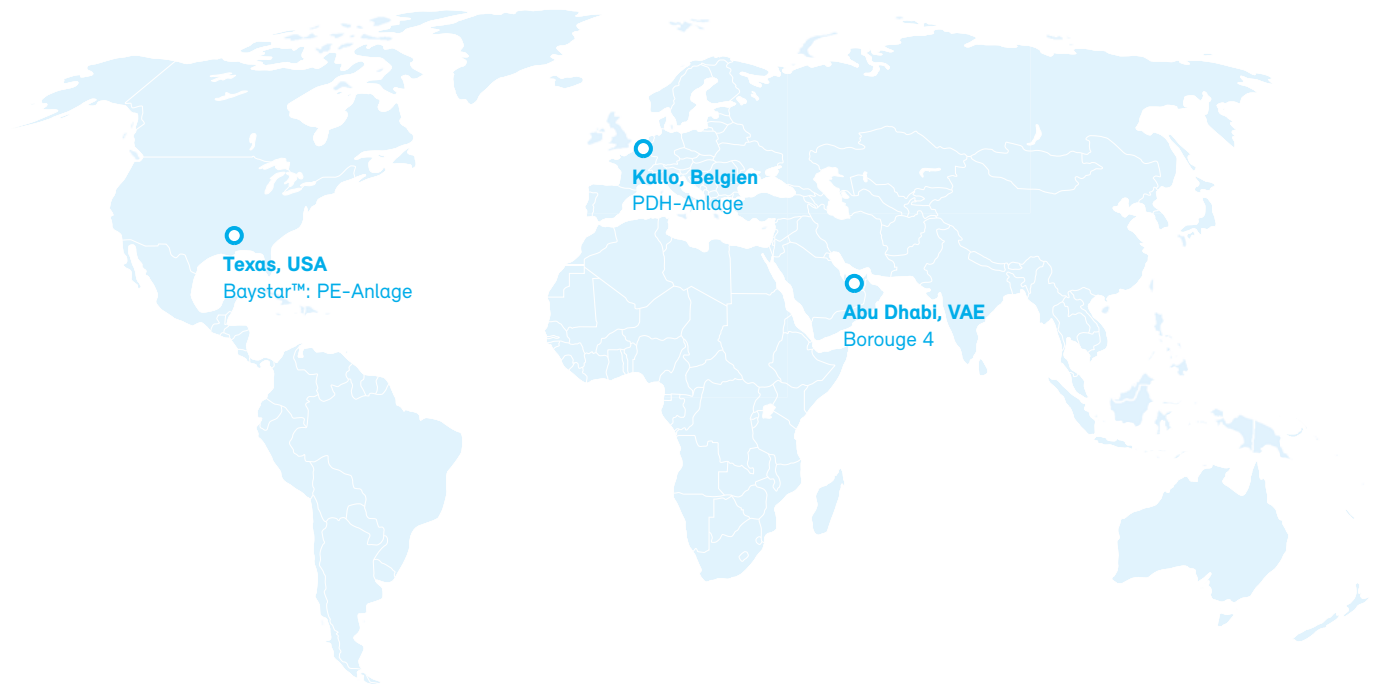 Kallo, Belgien
PDH-Anlage
Texas, USA
Baystar™: PE-Anlage
Abu Dhabi, VAE
Borouge 4